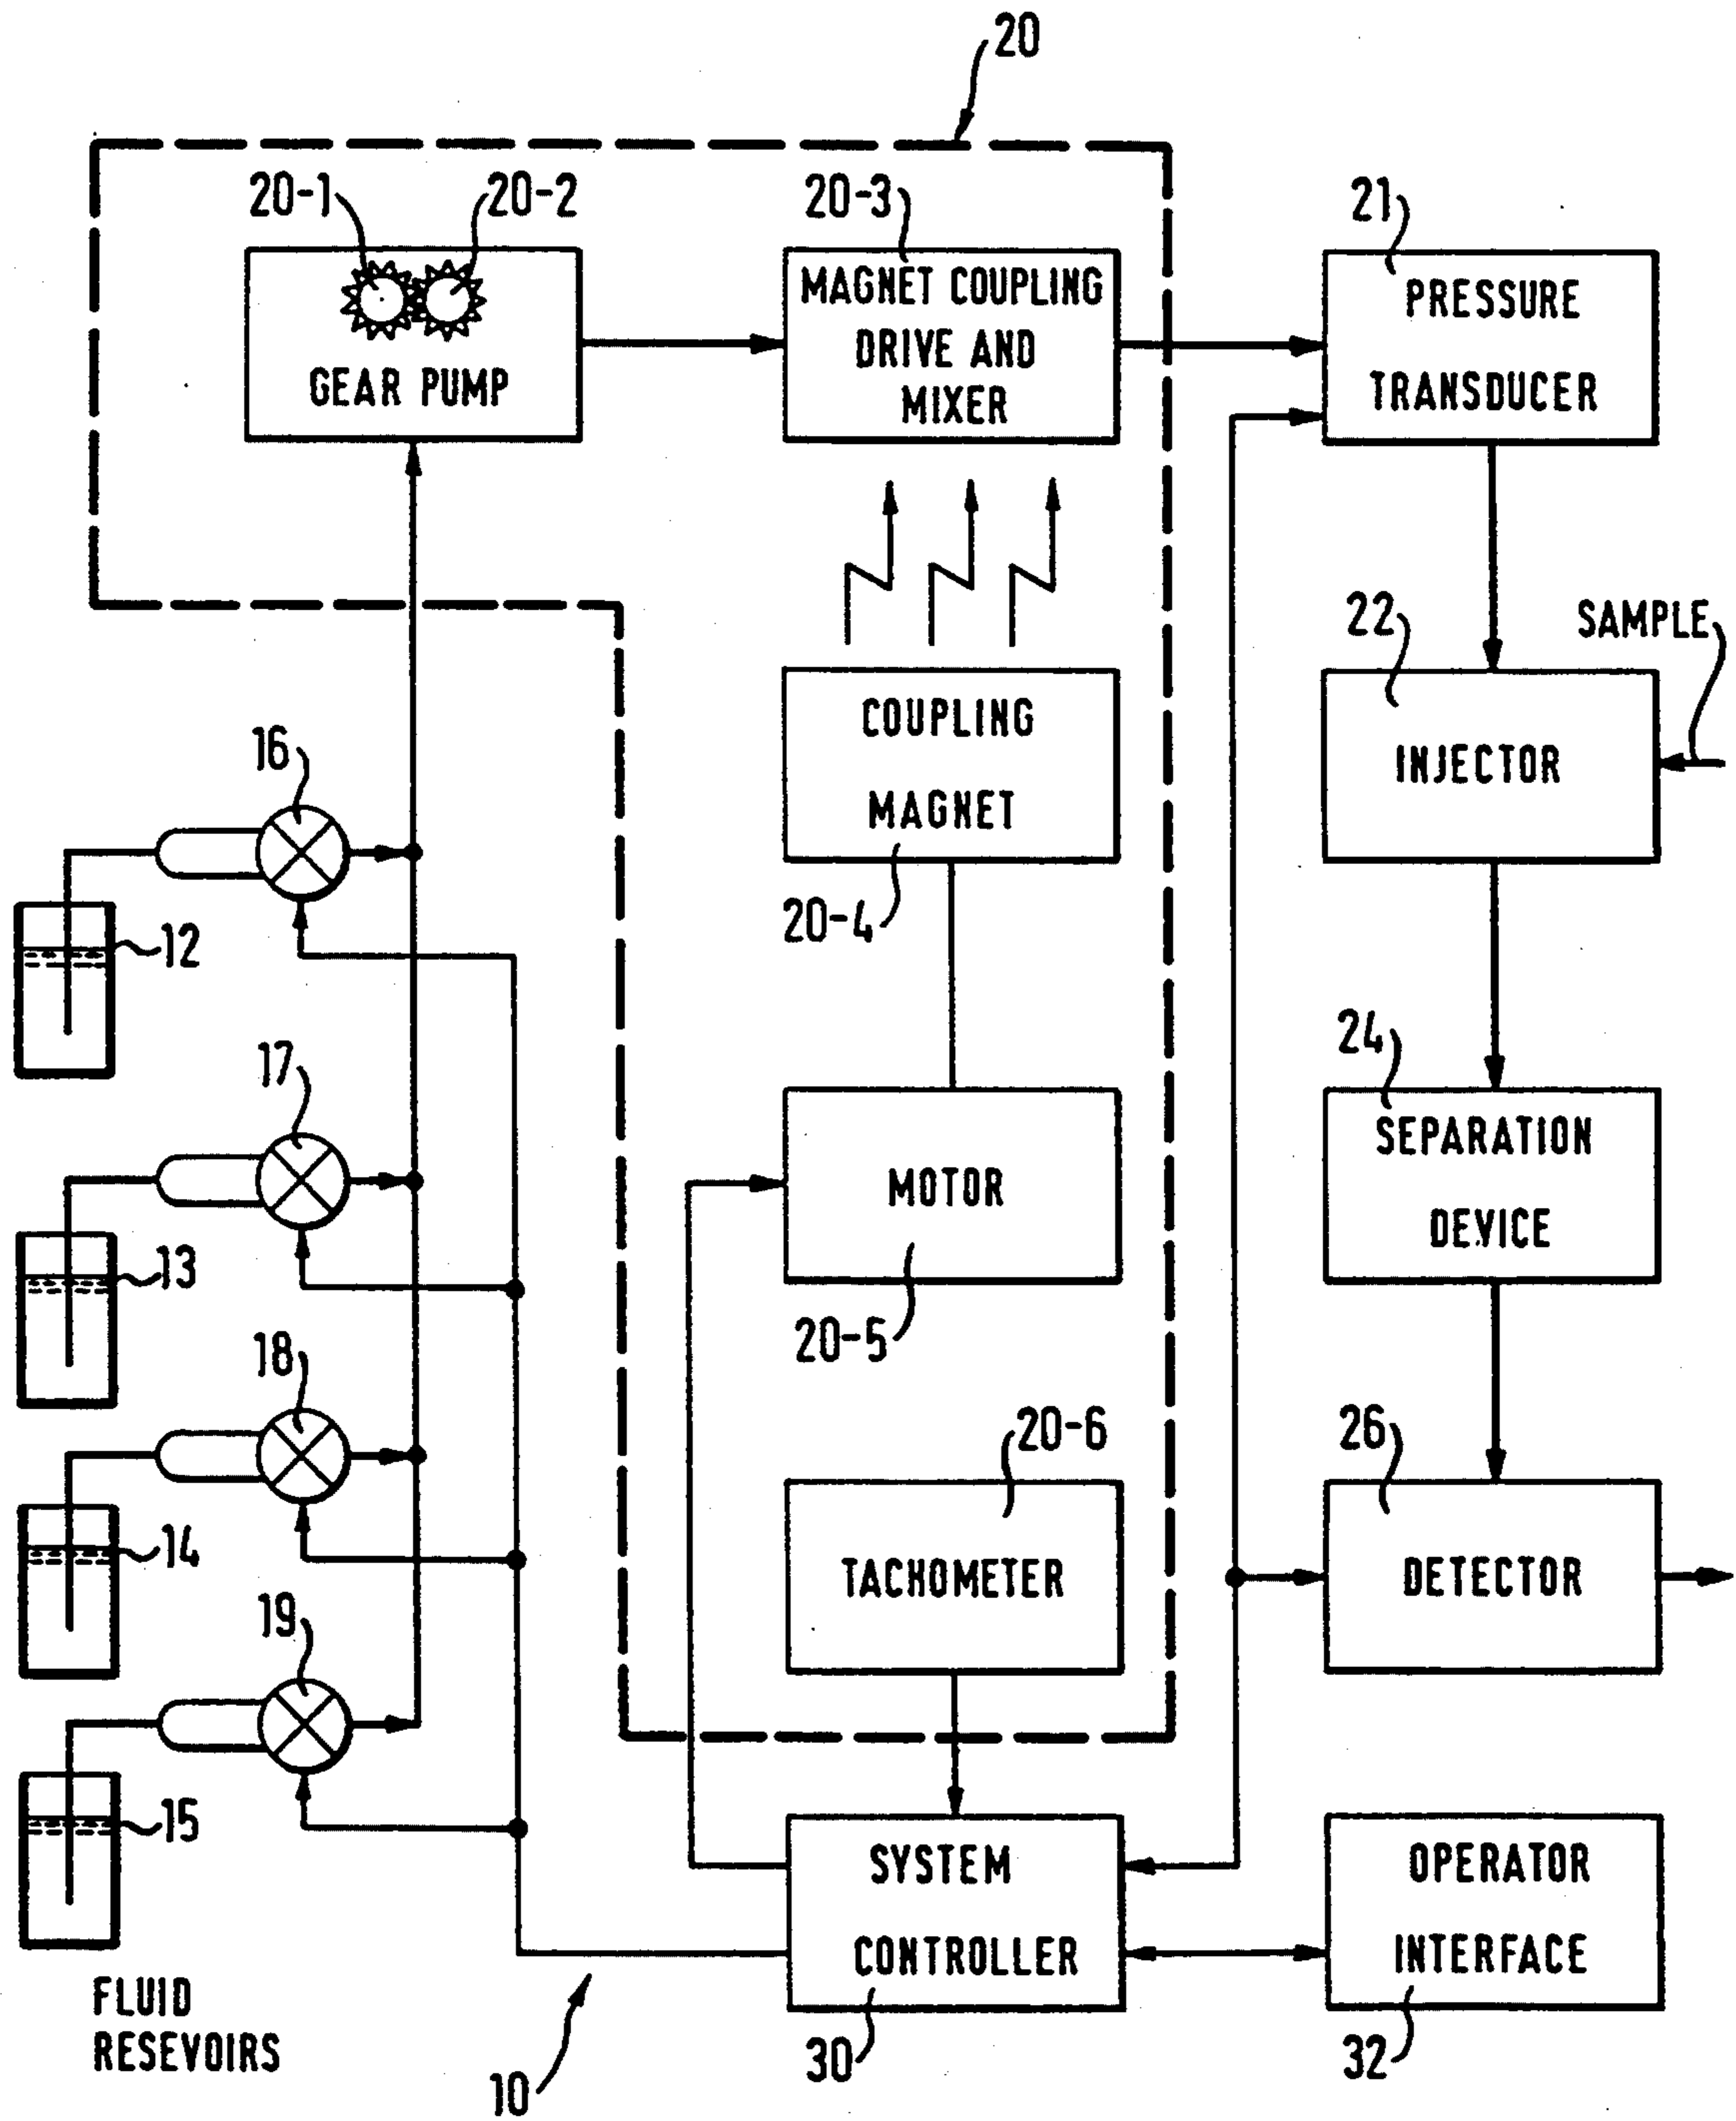 20
20-1
20-2
20-3
21
GEAR PUMP
MAGNET COUPLING
DRIVE AND
MIXER
PRESSURE
TRANSDUCER
22
SAMPLE
16
COUPLING
MAGNET
INJECTOR
20-4
12
17
24
MOTOR
SEPARATION
DEVICE
13
20-5
18
20-6
26
14
TACHOMETER
DETECTOR
19
15
SYSTEM
CONTROLLER
OPERATOR
INTERFACE
FLUID
RESEVOIRS
10
30
32